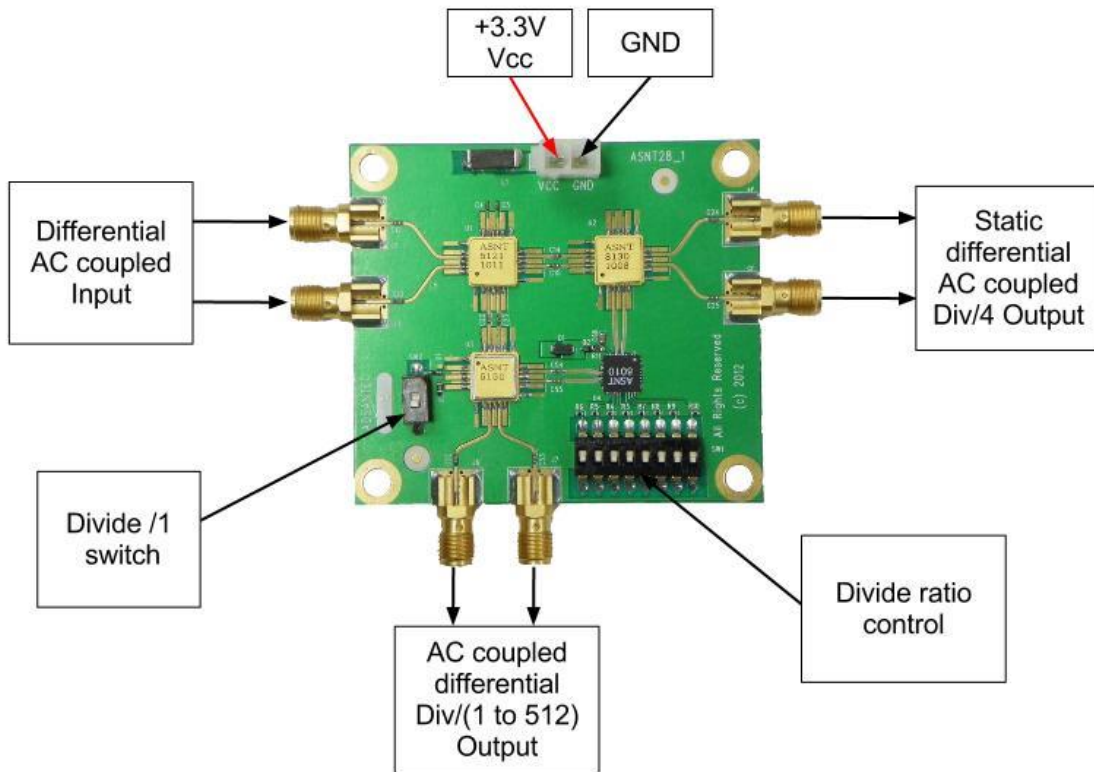 +3.3V
Vcc
GND
ASNT28_1
VCC GND
Differential
AC coupled
Input
ASNT
1011
ASNT
8130
1008
Static
differential
AC coupled
Div/4 Output
ASNT
ASNT
6010
All Rights Reserved
(c) 2012
SW1
Divide /1
switch
Divide ratio
control
AC coupled
differential
Div/(1 to 512)
Output